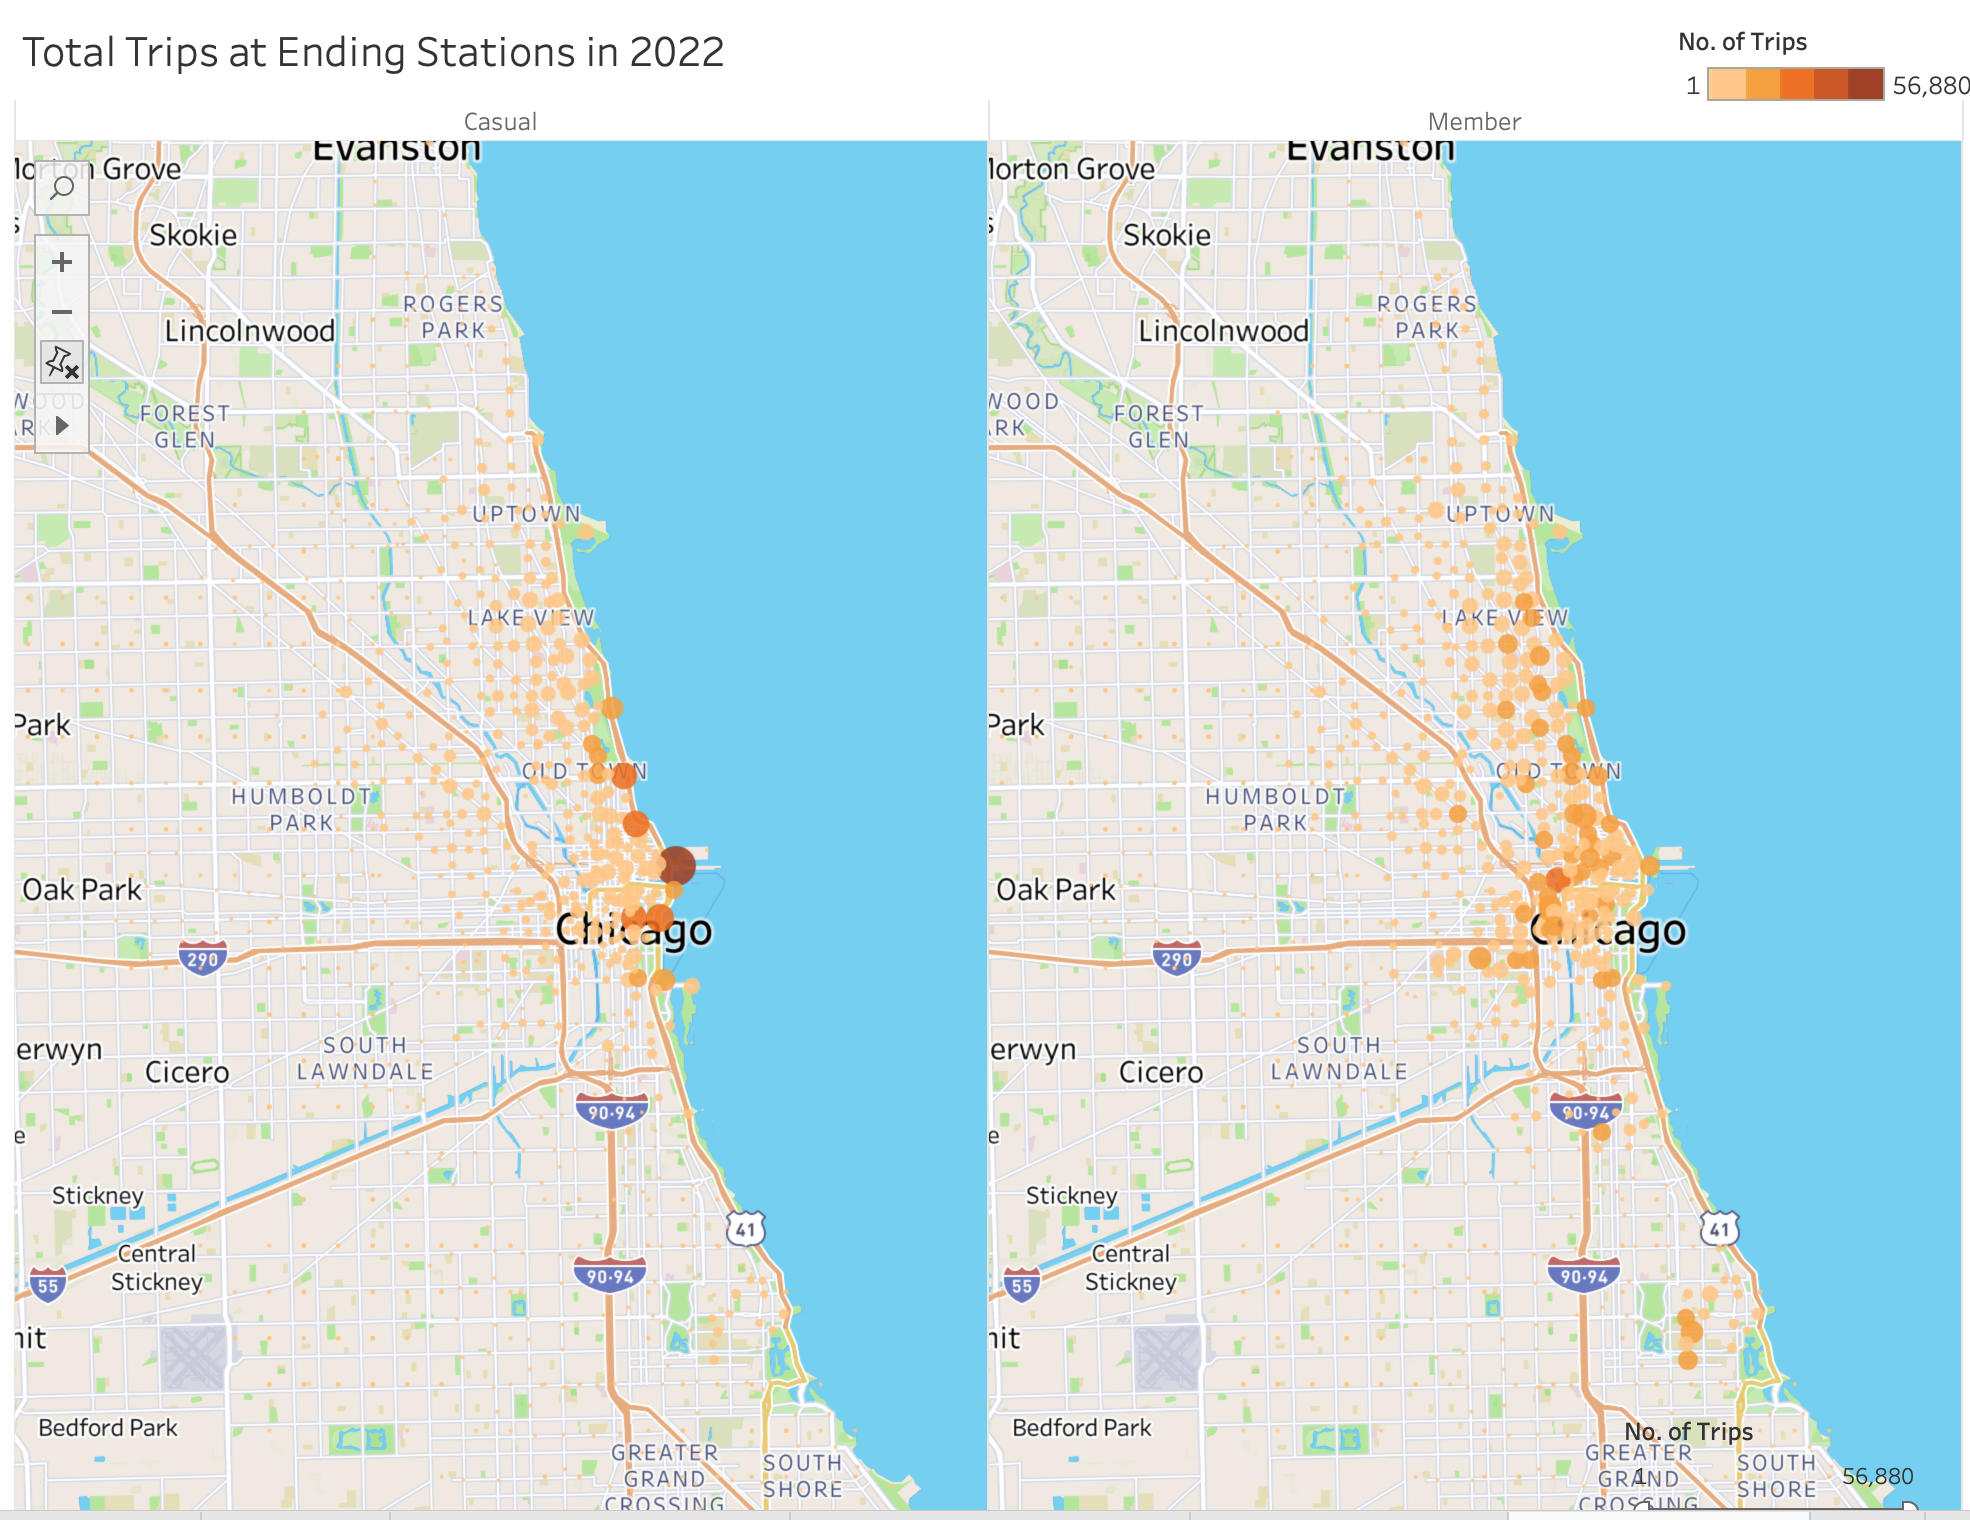 Total Trips at Ending Stations in 2022
No. of Trips
1
56,880
Casual
Member
Evanston
Morton Grove
Skokie
ROGERS
PARK
Lincolnwood
FOREST
GLEN
UPTOWN
LAKE VIEW
Park
OLD TOWN
HUMBOLDT
PARK
Oak Park
Chicago
290
erwyn
Cicero
SOUTH
LAWNDALE
90·94
e
Stickney
41
Central
Stickney
55
90·94
nit
Bedford Park
GREATER
GRAND
CROSSING
SOUTH
SHORE
Evanston
Morton Grove
s
Skokie
ROGERS
PARK
Lincolnwood
WOOD
ARK
FOREST
GLEN
UPTOWN
LAKE VIEW
Park
OLD TOWN
HUMBOLDT
PARK
Oak Park
Chicago
290
erwyn
Cicero
SOUTH
LAWNDALE
90·94
e
Stickney
41
Central
Stickney
55
90·94
nit
Bedford Park
No. of Trips
GREATER
GRAND
CROSSING
SOUTH
SHORE
1
56,880